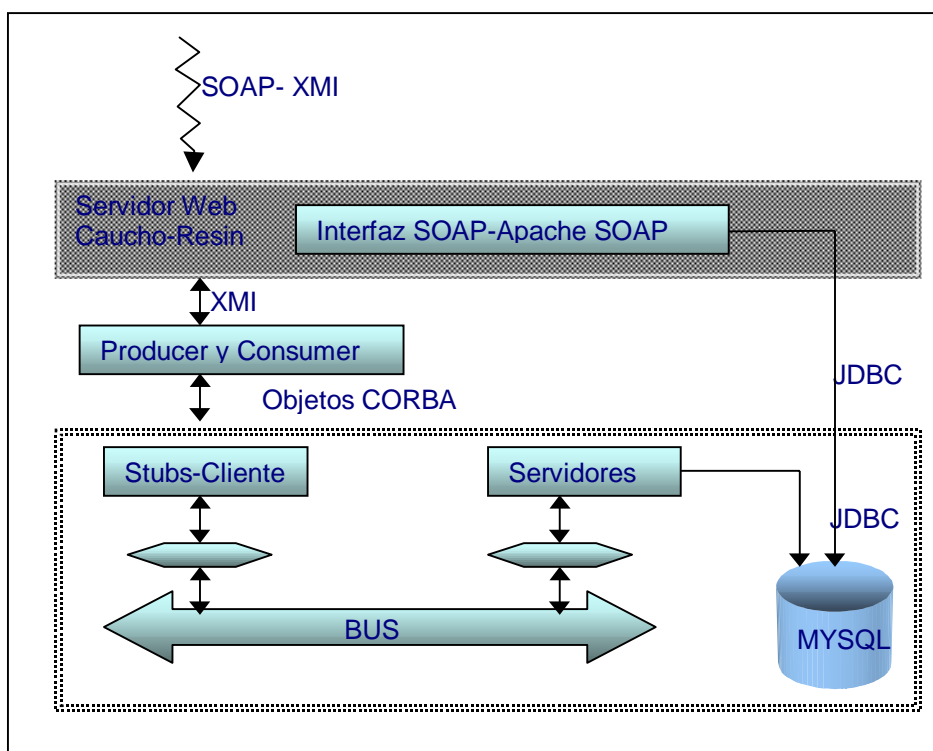 SOAP- XMI
Servidor Web
Caucho-Resin
Interfaz SOAP-Apache SOAP
XMI
Producer y Consumer
JDBC
Objetos CORBA
Stubs-Cliente
Servidores
JDBC
BUS
MYSQL